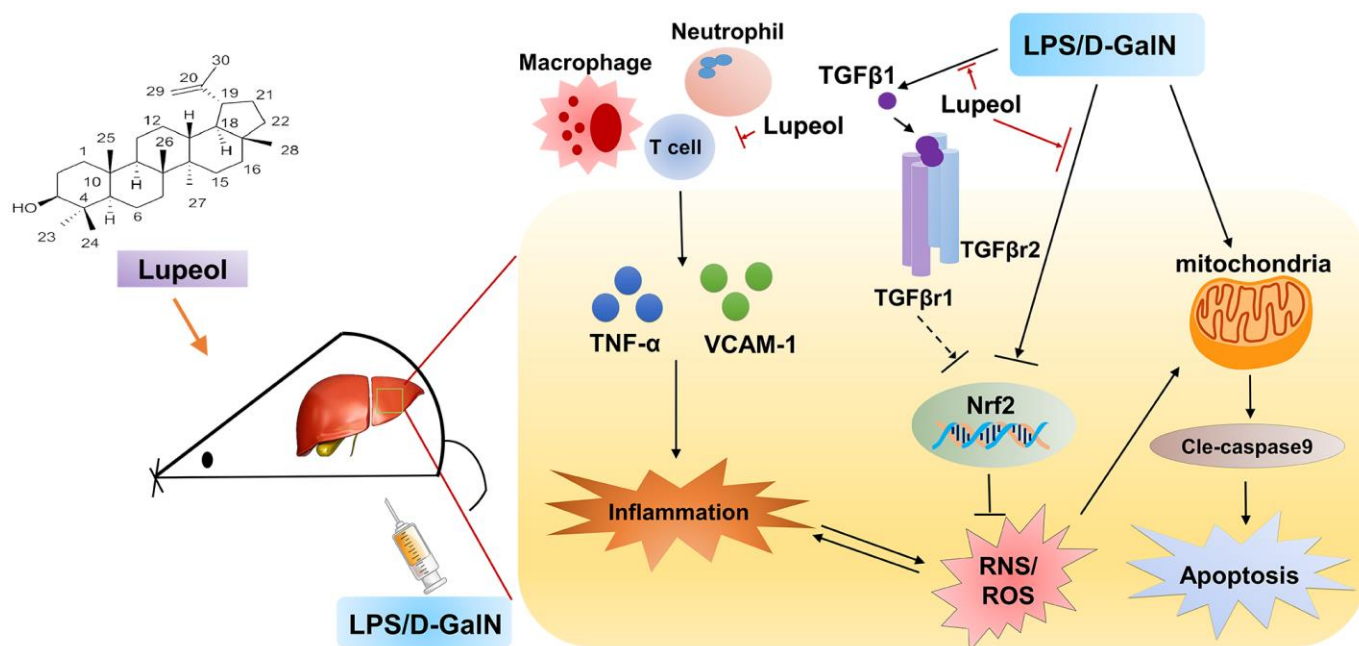 30
20
29
19
21
12
H
18
22
25
26
H
28
1
H
16
10
15
4
27
HO
H
6
23
24
Lupeol
LPS/D-GalN
Neutrophil
Macrophage
T cell
Lupeol
TGFβ1
LPS/D-GalN
Lupeol
TGFβr2
TGFβr1
mitochondria
TNF-α
VCAM-1
Nrf2
Cle-caspase9
Inflammation
RNS/
ROS
Apoptosis